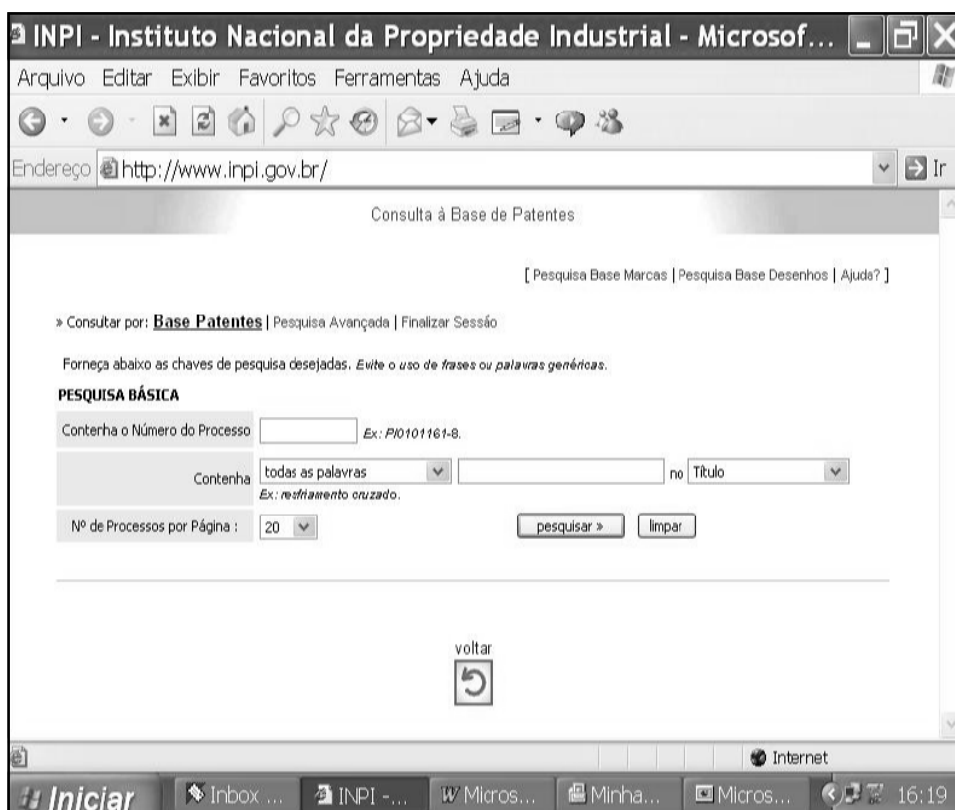 INPI - Instituto Nacional da Propriedade Industrial - Microsof...
Arquivo Editar Exibir Favoritos Ferramentas Ajuda
Endereço http://www.inpi.gov.br/ Ir
Consulta à Base de Patentes
[ Pesquisa Base Marcas | Pesquisa Base Desenhos | Ajuda? ]
» Consultar por: Base Patentes | Pesquisa Avançada | Finalizar Sessão
Forneça abaixo as chaves de pesquisa desejadas. Evite o uso de frases ou palavras genéricas.
PESQUISA BÁSICA
Contenha o Número do Processo Ex: PI0101161-8.
Contenha todas as palavras no Título
Ex: resfriamento cruzado.
Nº de Processos por Página : 20 pesquisar » limpar
voltar
Internet
Iniciar Inbox ... INPI -... Micros... Minha... Micros... 16:19